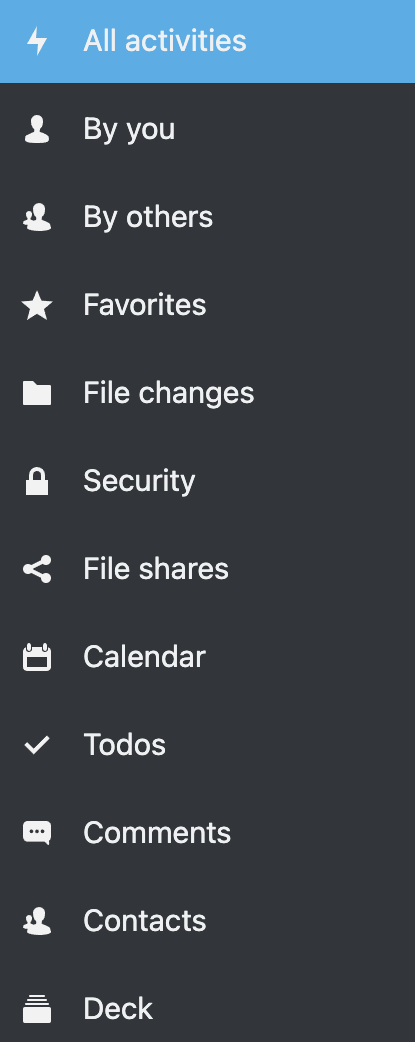 All activities
By you
By others
Favorites
File changes
Security
File shares
Calendar
Todos
Comments
Contacts
Deck